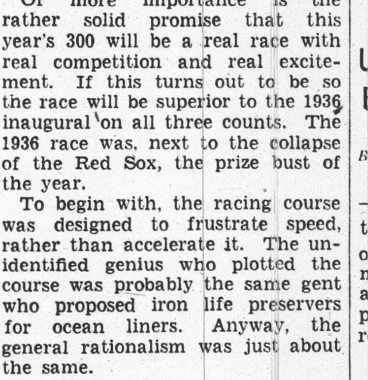 Of more importance is the
rather solid promise that this
year's 300 will be a real race with
real competition and real excite-
ment. If this turns out to be so
the race will be superior to the 1936
inaugural on all three counts. The
1936 race was, next to the collapse
of the Red Sox, the prize bust of
the year.
To begin with, the racing course
was designed to frustrate speed,
rather than accelerate it. The un-
identified genius who plotted the
course was probably the same gent
who proposed iron life preservers
for ocean liners. Anyway, the
general rationalism was just about
the same.